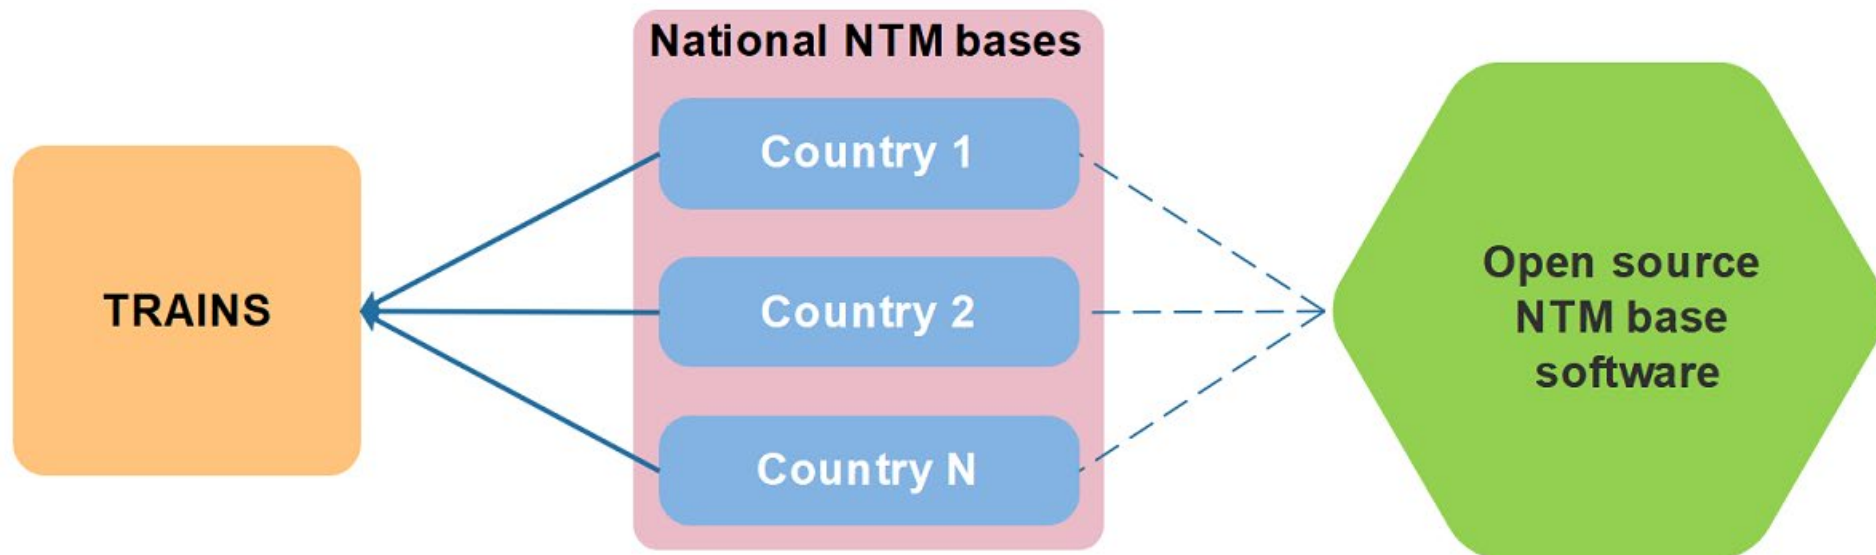 National NTM bases
Country 1
TRAINS
Country 2
Country N
Open source
NTM base
software